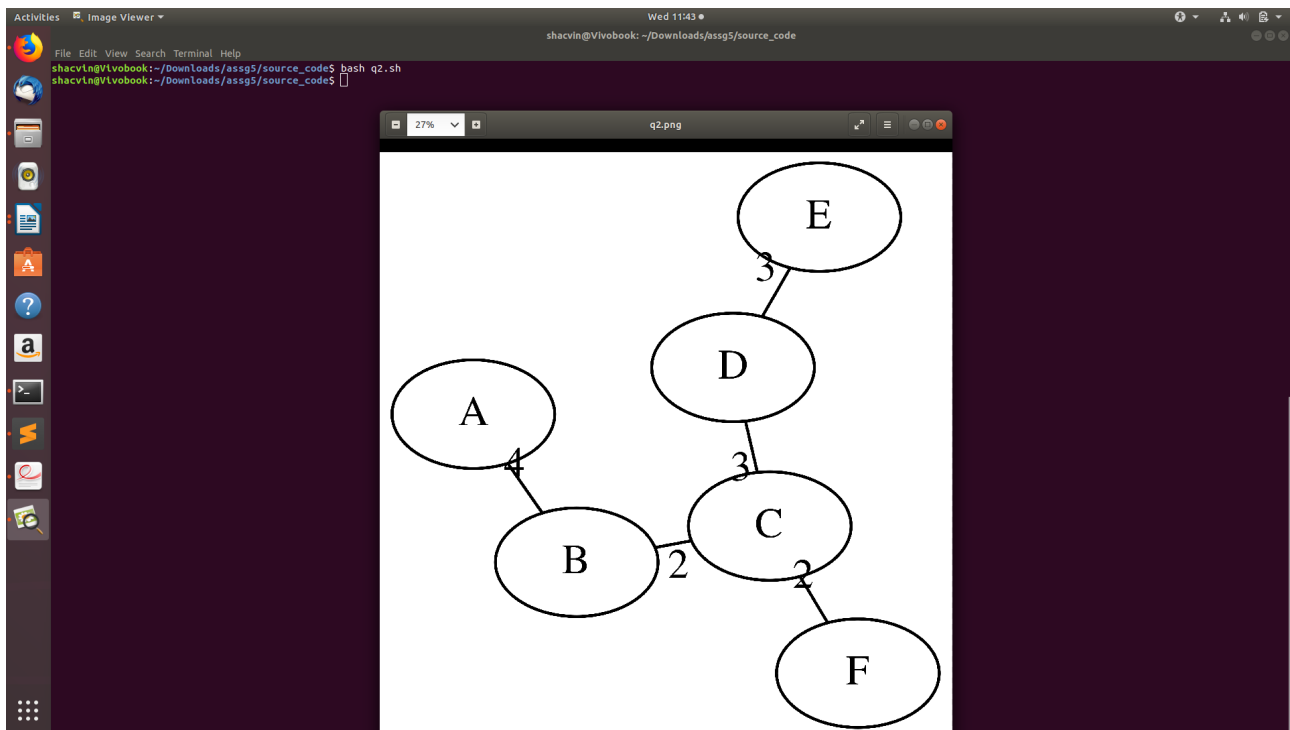 Activities Image Viewer Wed 11:43
shacvin@Vivobook: ~/Downloads/assg5/source_code
File Edit View Search Terminal Help
shacvin@Vivobook:~/Downloads/assg5/source_code$ bash q2.sh
shacvin@Vivobook:~/Downloads/assg5/source_code$
27% q2.png
E
3
D
A
4
3
C
B
2
2
F